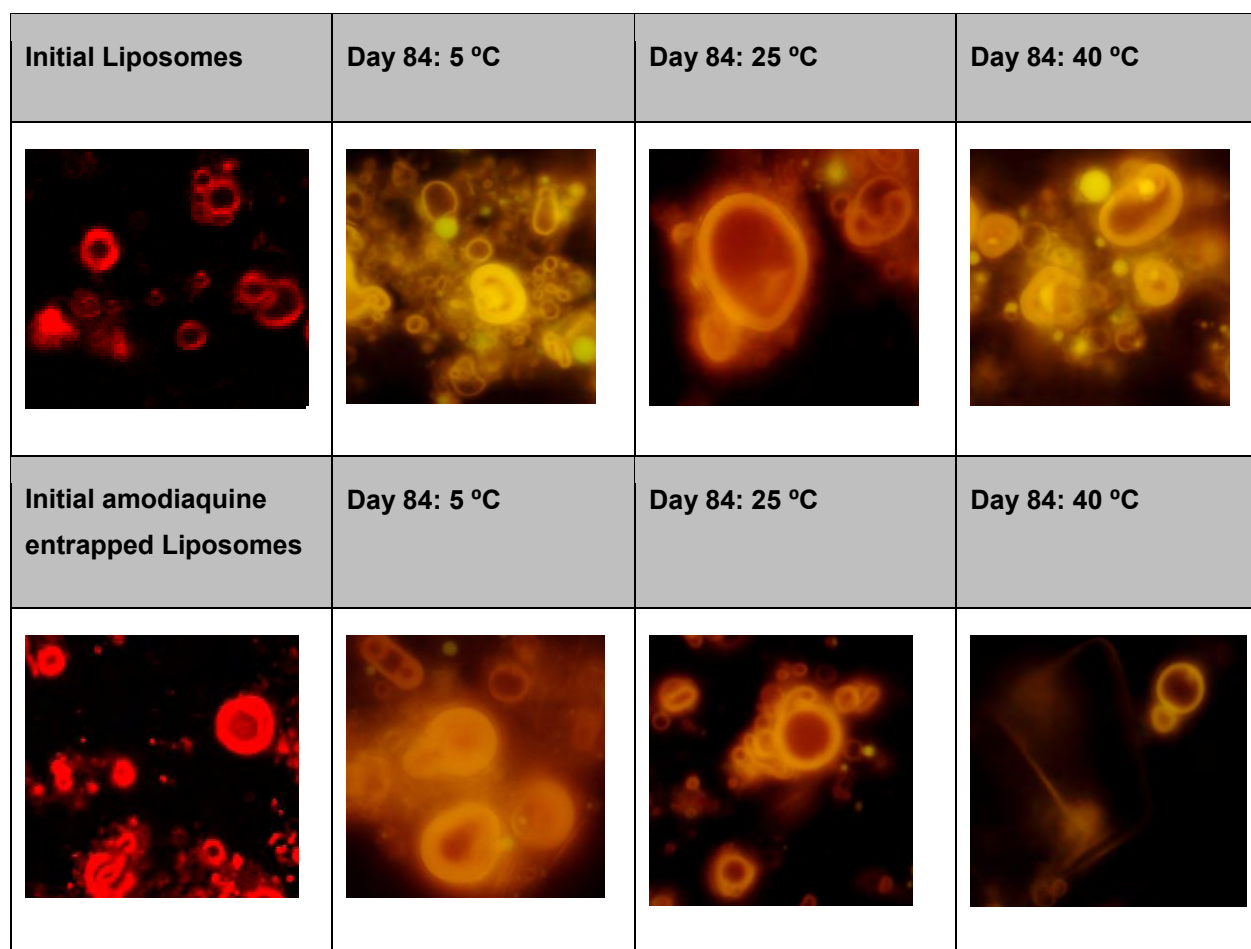 Initial Liposomes
Day 84: 5 ºC
Day 84: 25 ºC
Day 84: 40 ºC
Initial amodiaquine
entrapped Liposomes
Day 84: 5 ºC
Day 84: 25 ºC
Day 84: 40 ºC